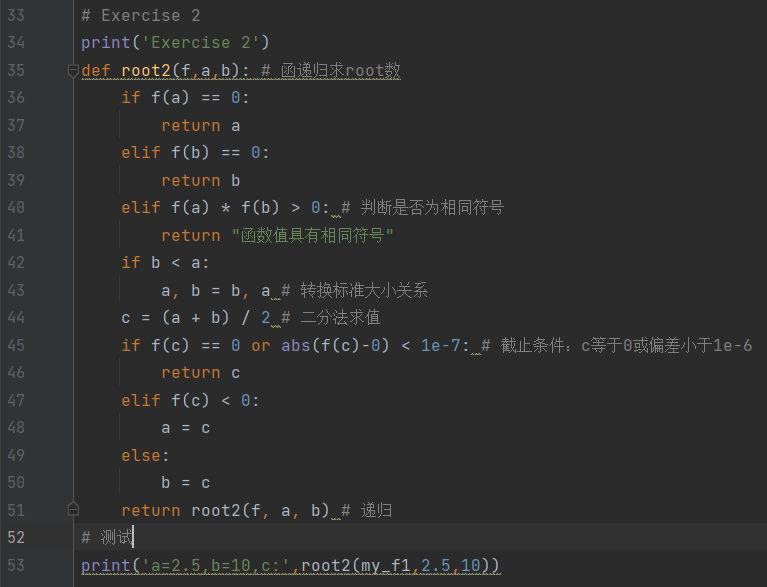 33 # Exercise 2
34 print('Exercise 2')
35 def root2(f,a,b): # 函递归求root数
36     if f(a) == 0:
37         return a
38     elif f(b) == 0:
39         return b
40     elif f(a) * f(b) > 0: # 判断是否为相同符号
41         return "函数值具有相同符号"
42     if b < a:
43         a, b = b, a # 转换标准大小关系
44     c = (a + b) / 2 # 二分法求值
45     if f(c) == 0 or abs(f(c)-0) < 1e-7: # 截止条件：c等于0或偏差小于1e-6
46         return c
47     elif f(c) < 0:
48         a = c
49     else:
50         b = c
51     return root2(f, a, b) # 递归
52 # 测试
53 print('a=2.5,b=10,c:',root2(my_f1,2.5,10))